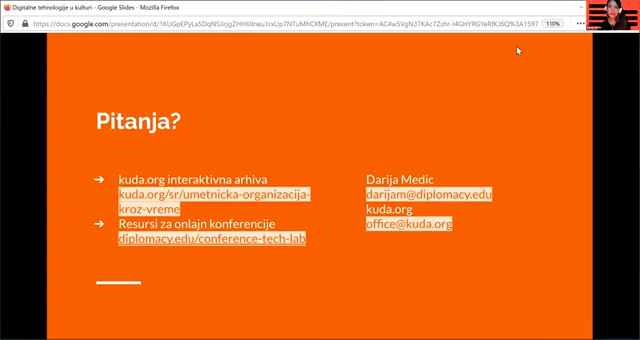 Digitalne tehnologije u kulturi - Google Slides - Mozilla Firefox
110%
Pitanja?
➔ kuda.org interaktivna arhiva
kuda.org/sr/umetnicka-organizacija-
kroz-vreme
➔ Resursi za onlajn konferencije
diplomacy.edu/conference-tech-lab
Darija Medic
darijam@diplomacy.edu
kuda.org
office@kuda.org